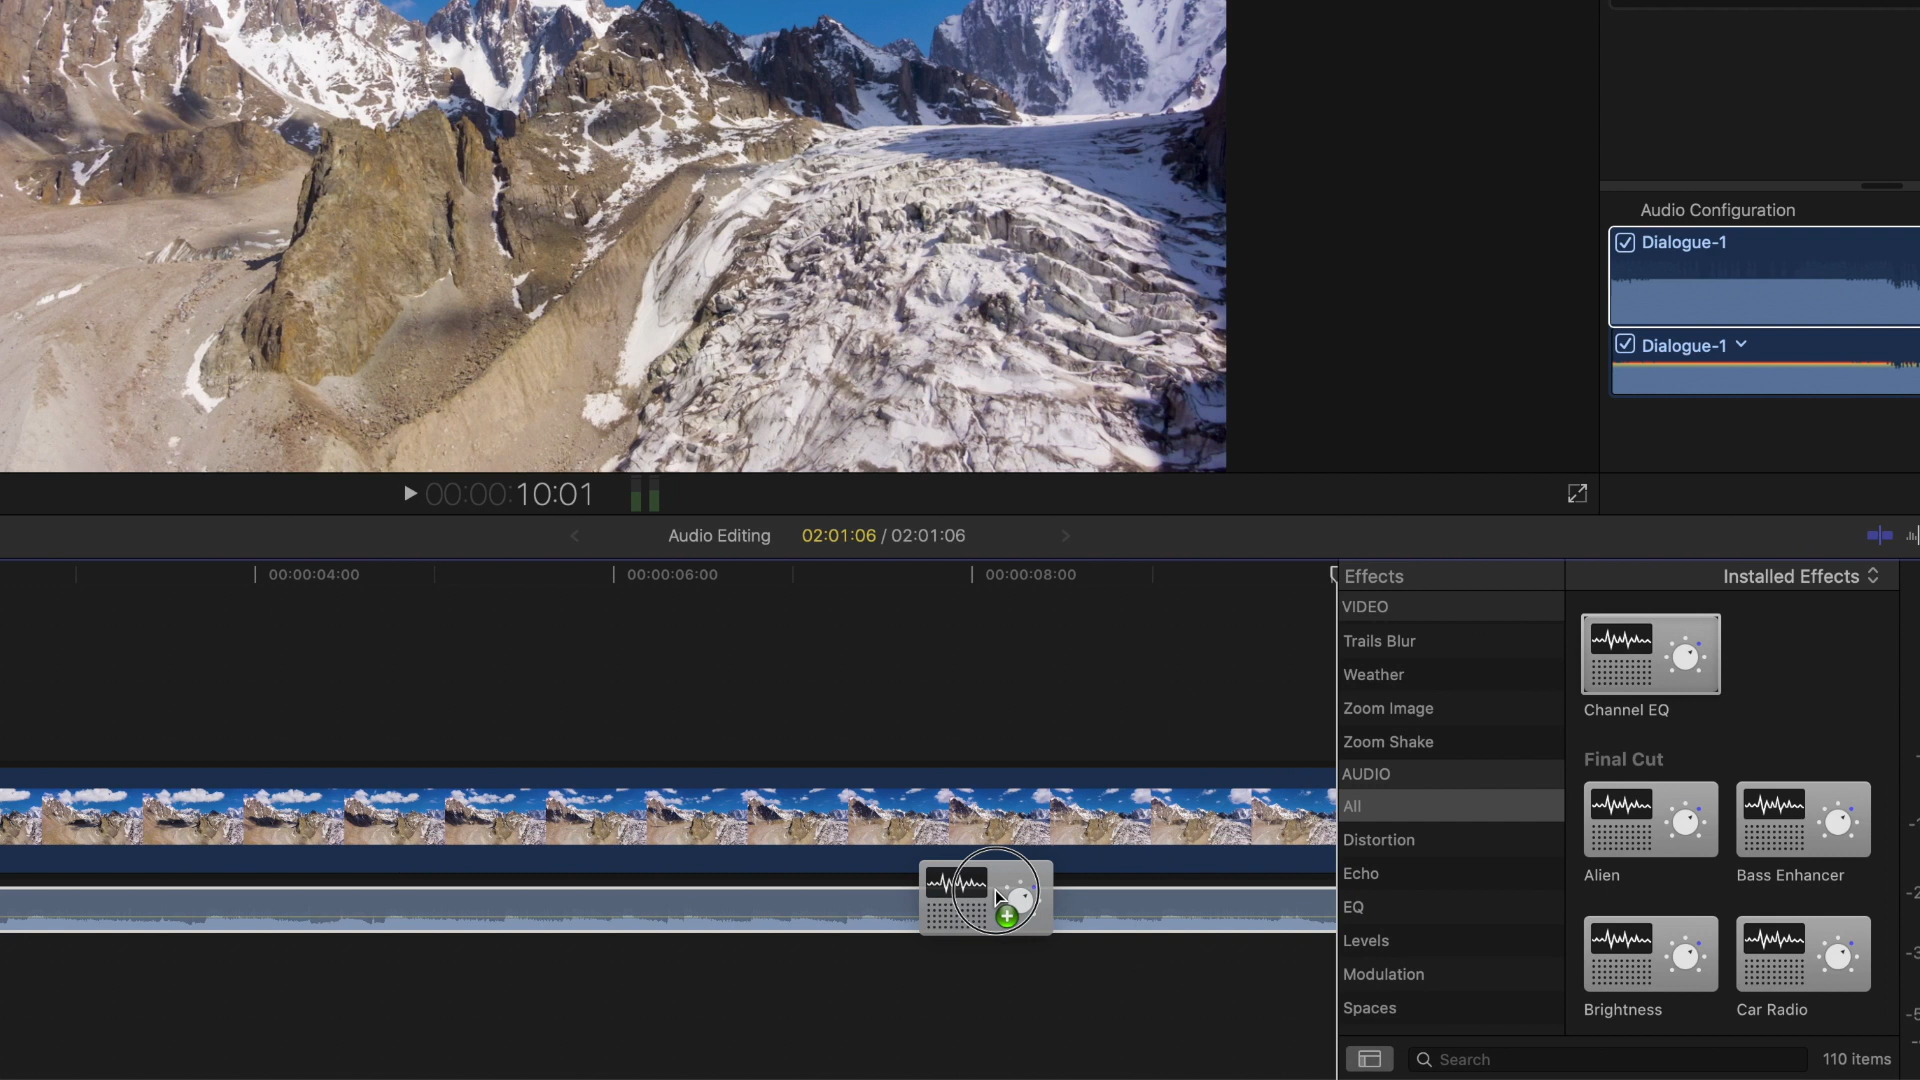 Audio Configuration
Dialogue-1
Dialogue-1
00:00:10:01
Audio Editing 02:01:06 / 02:01:06
00:00:04:00 00:00:06:00 00:00:08:00
Effects
Installed Effects
VIDEO
Trails Blur
Weather
Zoom Image
Zoom Shake
AUDIO
All
Distortion
Echo
EQ
Levels
Modulation
Spaces
Channel EQ
Final Cut
Alien Bass Enhancer
Brightness Car Radio
Search
110 items